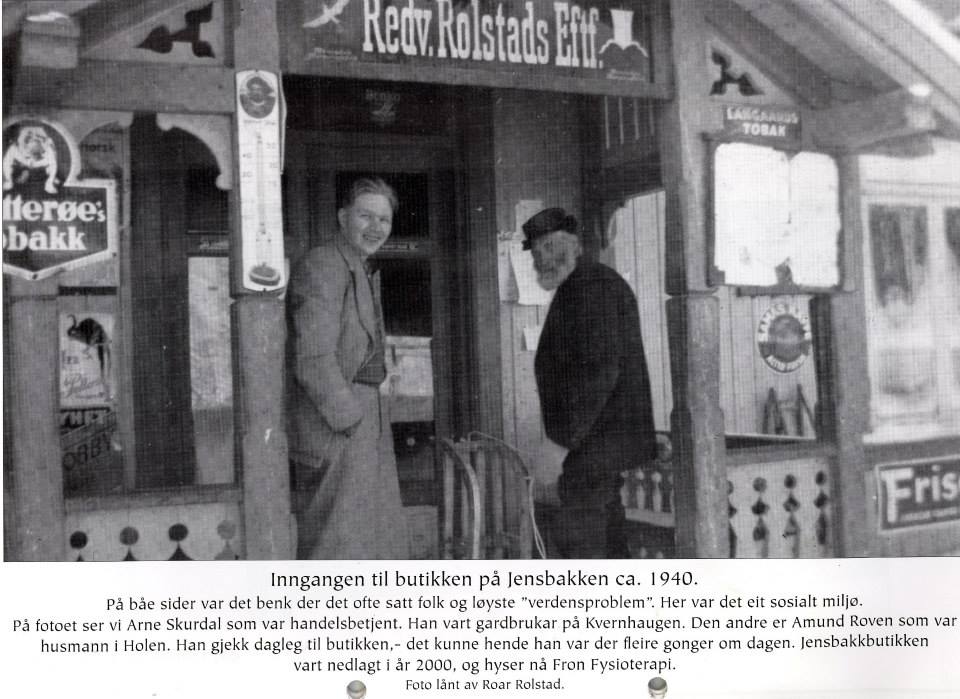 Redv. Rolstads Eftf.
LANGAARDS
TOBAK
tterøe's
obakk
Fris
Inngangen til butikken på Jensbakken ca. 1940.
På båe sider var det benk der det ofte satt folk og løyste "verdensproblem". Her var det eit sosialt miljø.
På fotoet ser vi Arne Skurdal som var handelsbetjent. Han vart gardbrukar på Kvernhaugen. Den andre er Amund Roven som var
husmann i Holen. Han gjekk dagleg til butikken,- det kunne hende han var der fleire gonger om dagen. Jensbakkbutikken
vart nedlagt i år 2000, og hyser nå Fron Fysioterapi.
Foto lånt av Roar Rolstad.